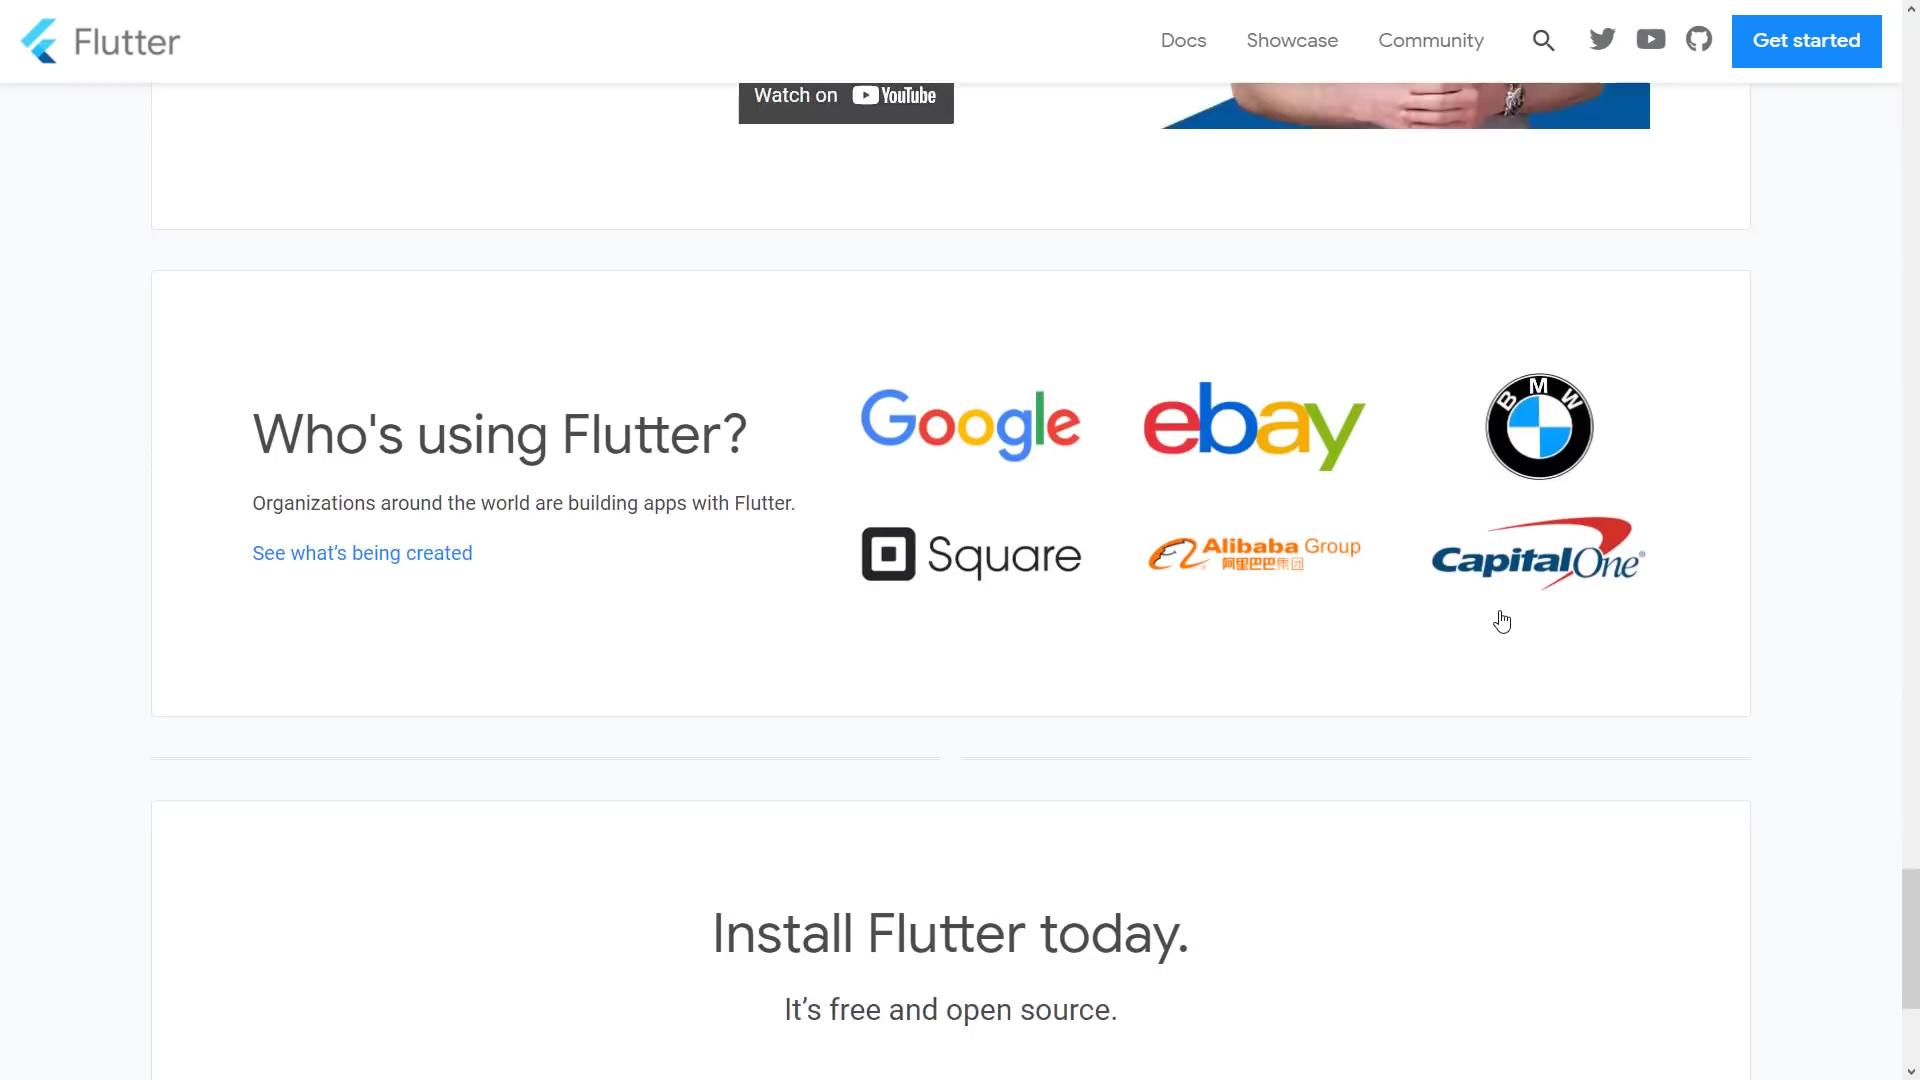 Flutter
Docs
Showcase
Community
Get started
Watch on YouTube
Who's using Flutter?
Organizations around the world are building apps with Flutter.
See what’s being created
Google
ebay
BMW
Square
Alibaba Group
阿里巴巴集团
CapitalOne®
Install Flutter today.
It’s free and open source.